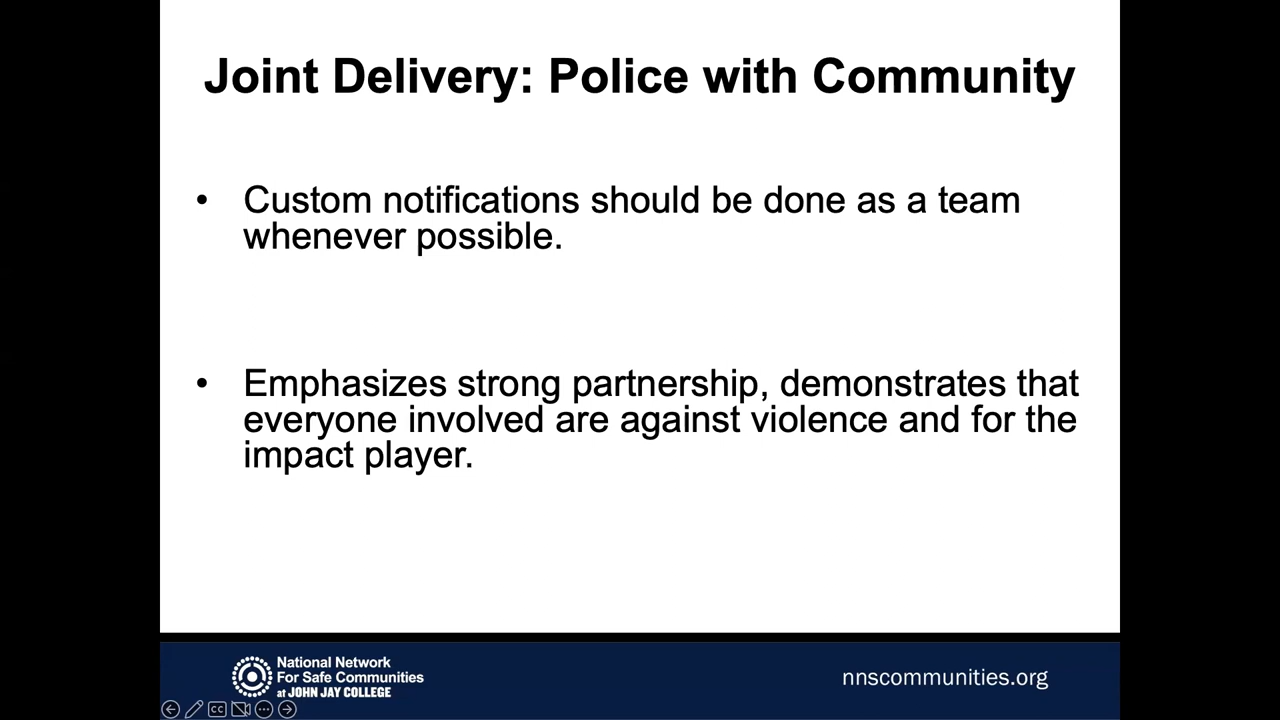 Joint Delivery: Police with Community
• Custom notifications should be done as a team
whenever possible.
• Emphasizes strong partnership, demonstrates that
everyone involved are against violence and for the
impact player.
National Network
For Safe Communities
at JOHN JAY COLLEGE
nnscommunities.org
CC